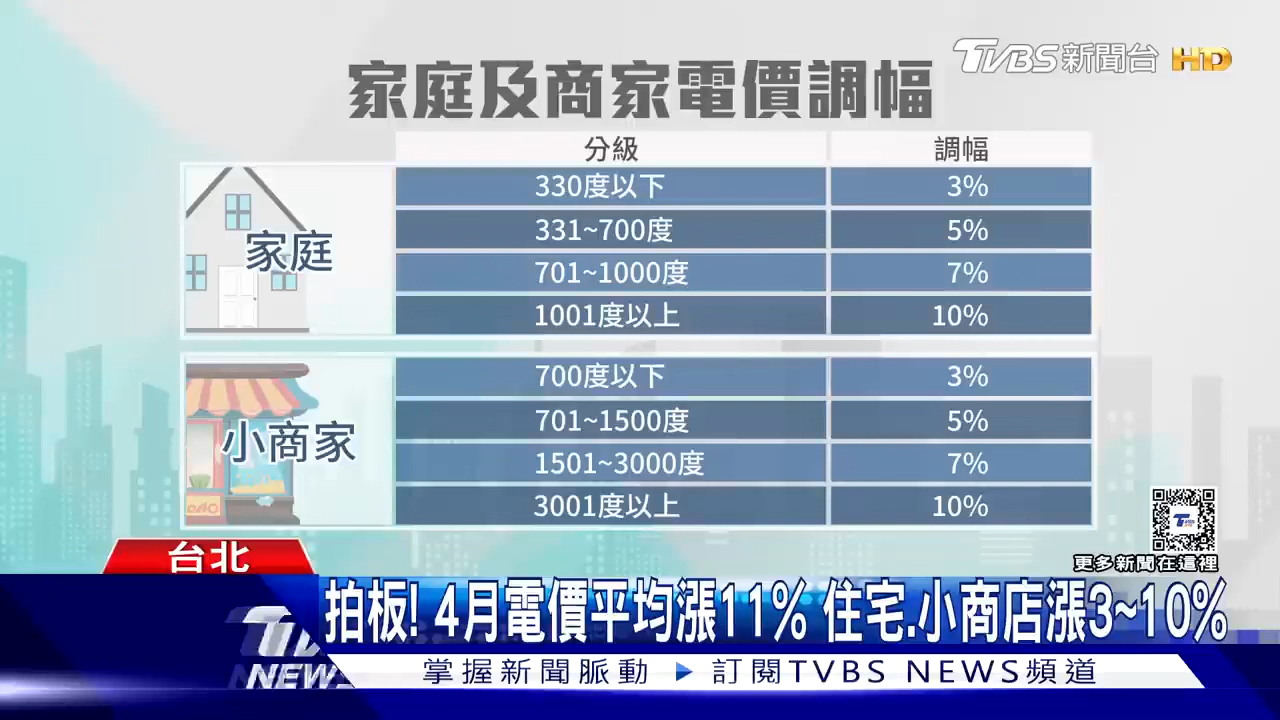 TVBS新聞台 HD
家庭及商家電價調幅
分級 調幅
家庭
330度以下 3%
331~700度 5%
701~1000度 7%
1001度以上 10%
小商家
700度以下 3%
701~1500度 5%
1501~3000度 7%
3001度以上 10%
更多新聞在這裡
台北
拍板! 4月電價平均漲11% 住宅.小商店漲3~10%
掌握新聞脈動 ▶ 訂閱TVBS NEWS頻道